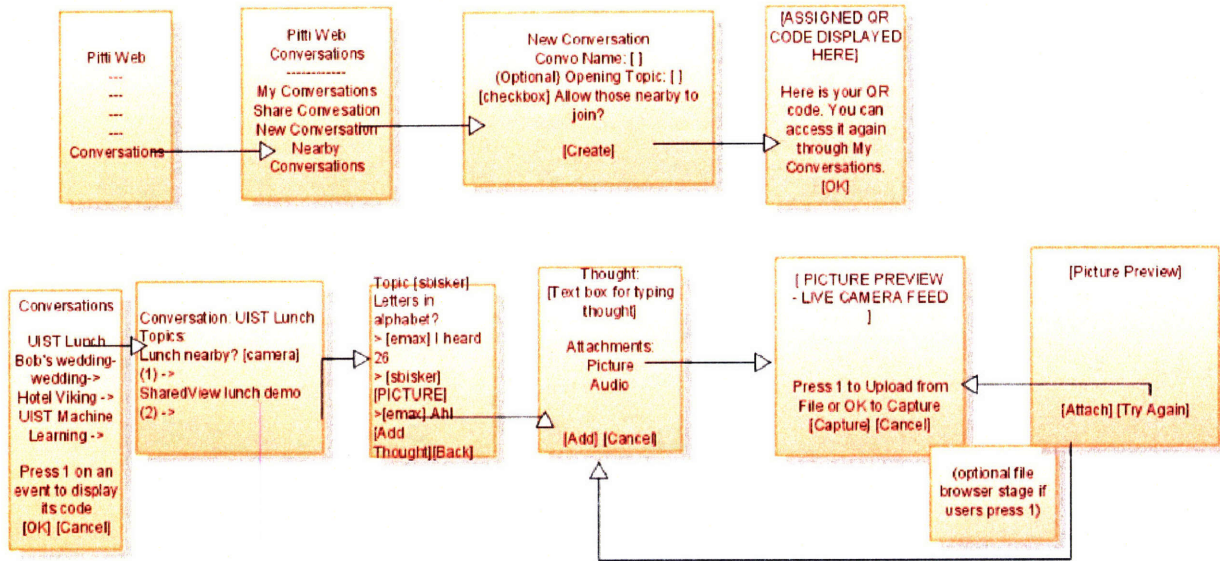 Pitti Web
---
---
---
---
Conversations
Pitti Web
Conversations
------------
My Conversations
Share Convesation
New Conversation
Nearby
Conversations
New Conversation
Convo Name: [ ]
(Optional) Opening Topic: [ ]
[checkbox] Allow those nearby to
join?
[Create]
[ASSIGNED QR
CODE DISPLAYED
HERE]
Here is your QR
code. You can
access it again
through My
Conversations.
[OK]
Conversations
UIST Lunch
Bob's wedding-
wedding->
Hotel Viking ->
UIST Machine
Learning ->
Press 1 on an
event to display
its code
[OK] [Cancel]
Conversation: UIST Lunch
Topics:
Lunch nearby? [camera]
(1) ->
SharedView lunch demo
(2) ->
Topic [sbisker]
Letters in
alphabet?
> [emax] I heard
26
> [sbisker]
[PICTURE]
>[emax] Ah!
[Add
Thought][Back]
Thought:
[Text box for typing
thought]
Attachments:
Picture
Audio
[Add] [Cancel]
[ PICTURE PREVIEW
- LIVE CAMERA FEED
]
Press 1 to Upload from
File or OK to Capture
[Capture] [Cancel]
[Picture Preview]
[Attach] [Try Again]
(optional file
browser stage if
users press 1)